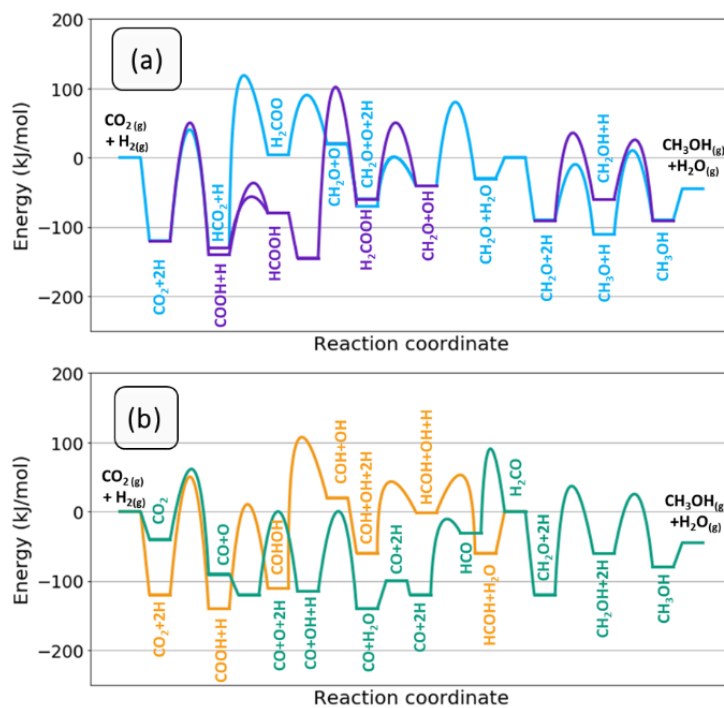 200
(a)
100
0
−100
−200
Energy (kJ/mol)
CO2 (g)
+ H2(g)
CO2+2H
HCO2+H
COOH+H
H2COO
HCOOH
CH2O+O
CH2O+O+2H
H2COOH
CH2O+OH
CH2O+H2O
CH2O+2H
CH2OH+H
CH3O+H
CH3OH
CH3OH(g)
+H2O(g)
Reaction coordinate
200
(b)
100
0
−100
−200
Energy (kJ/mol)
CO2(g)
+ H2(g)
CO2
CO2+2H
CO+O
COOH+H
COHOH
CO+O+2H
CO+OH+H
COH+OH
COH+OH+2H
CO+H2O
CO+2H
HCOH+OH+H
CO+2H
HCO
HCOH+H2O
H2CO
CH2O+2H
CH2OH+2H
CH3OH
CH3OH(g)
+H2O(g)
Reaction coordinate